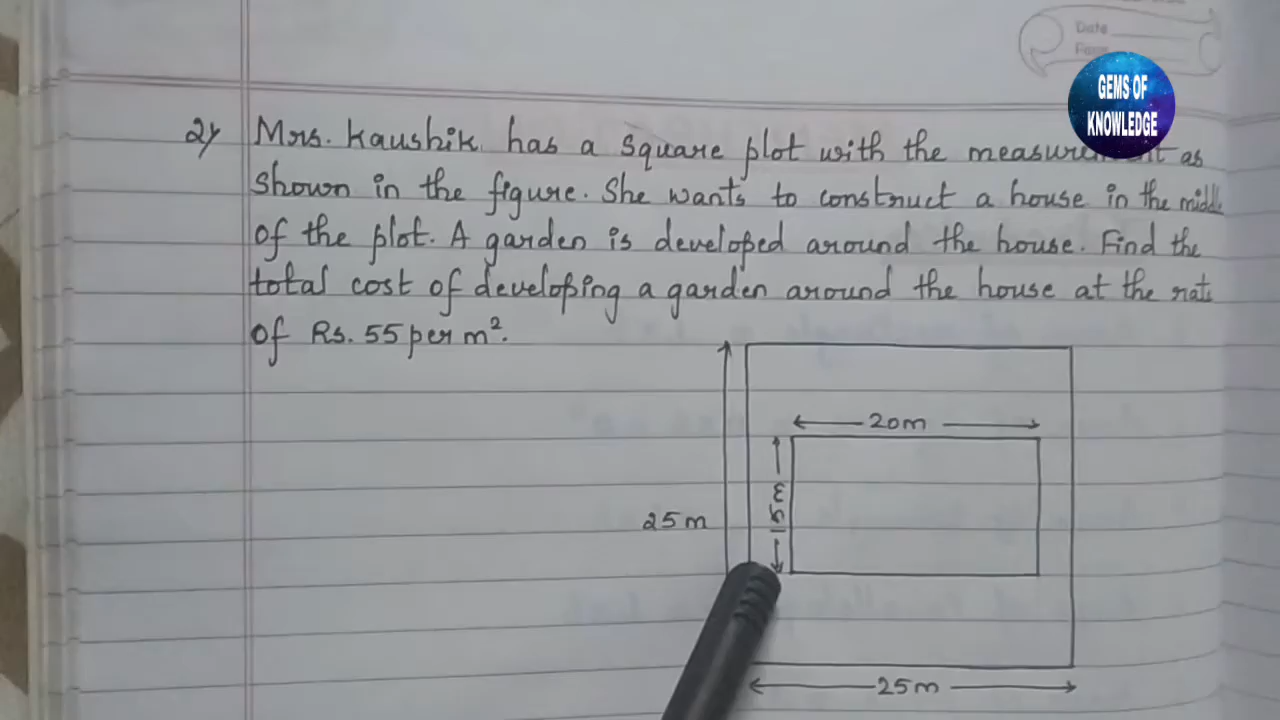 Date
GEMS OF
KNOWLEDGE
2) Mrs. Kaushik has a square plot with the measurement as
shown in the figure. She wants to construct a house in the
of the plot. A garden is developed around the house. Find the
total cost of developing a garden around the house at the rate
of Rs. 55 per m².
20m
15m
25m
25m